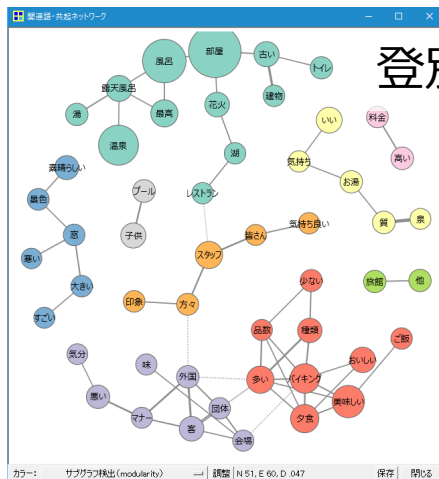 関連語・共起ネットワーク
登別
部屋
古い
トイレ
風呂
露天風呂
建物
湯
最高
花火
いい
料金
温泉
湖
気持ち
高い
素晴らしい
プール
レストラン
お湯
景色
質
泉
窓
子供
皆さん
気持ち良い
寒い
スタッフ
大きい
少ない
旅館
他
すごい
印象
方々
品数
種類
ご飯
気分
味
外国
多い
バイキング
おいしい
悪い
団体
美味しい
マナー
客
夕食
会場
カラー: サブグラフ検出(modularity) 調整 N 51, E 60, D .047 保存 閉じる